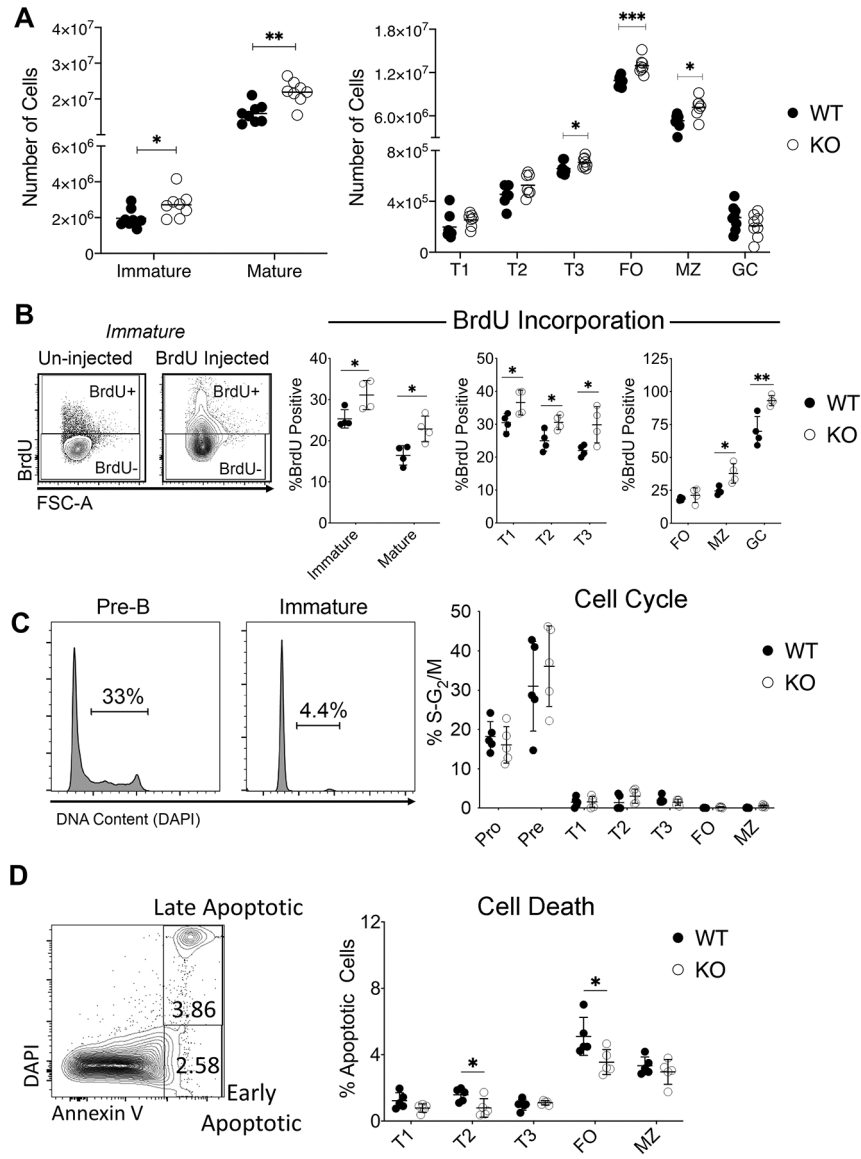 A
Number of Cells
4×10⁷
3×10⁷
2×10⁷
6×10⁶
4×10⁶
2×10⁶
0
*
**
Immature
Mature
Number of Cells
1.8×10⁷
1.2×10⁷
6.0×10⁶
8×10⁵
4×10⁵
0
*
***
*
T1
T2
T3
FO
MZ
GC
WT
KO
B
Immature
Un-injected
BrdU Injected
BrdU+
BrdU-
BrdU+
BrdU-
BrdU
FSC-A
BrdU Incorporation
%BrdU Positive
40
30
20
10
0
*
*
Immature
Mature
%BrdU Positive
50
40
30
20
10
0
*
*
*
T1
T2
T3
%BrdU Positive
125
100
75
50
25
0
*
**
FO
MZ
GC
WT
KO
C
Pre-B
33%
Immature
4.4%
DNA Content (DAPI)
Cell Cycle
% S-G₂/M
50
40
30
20
10
0
Pro
Pre
T1
T2
T3
FO
MZ
WT
KO
D
Late Apoptotic
3.86
2.58
DAPI
Annexin V
Early
Apoptotic
Cell Death
% Apoptotic Cells
12
8
4
0
*
*
T1
T2
T3
FO
MZ
WT
KO